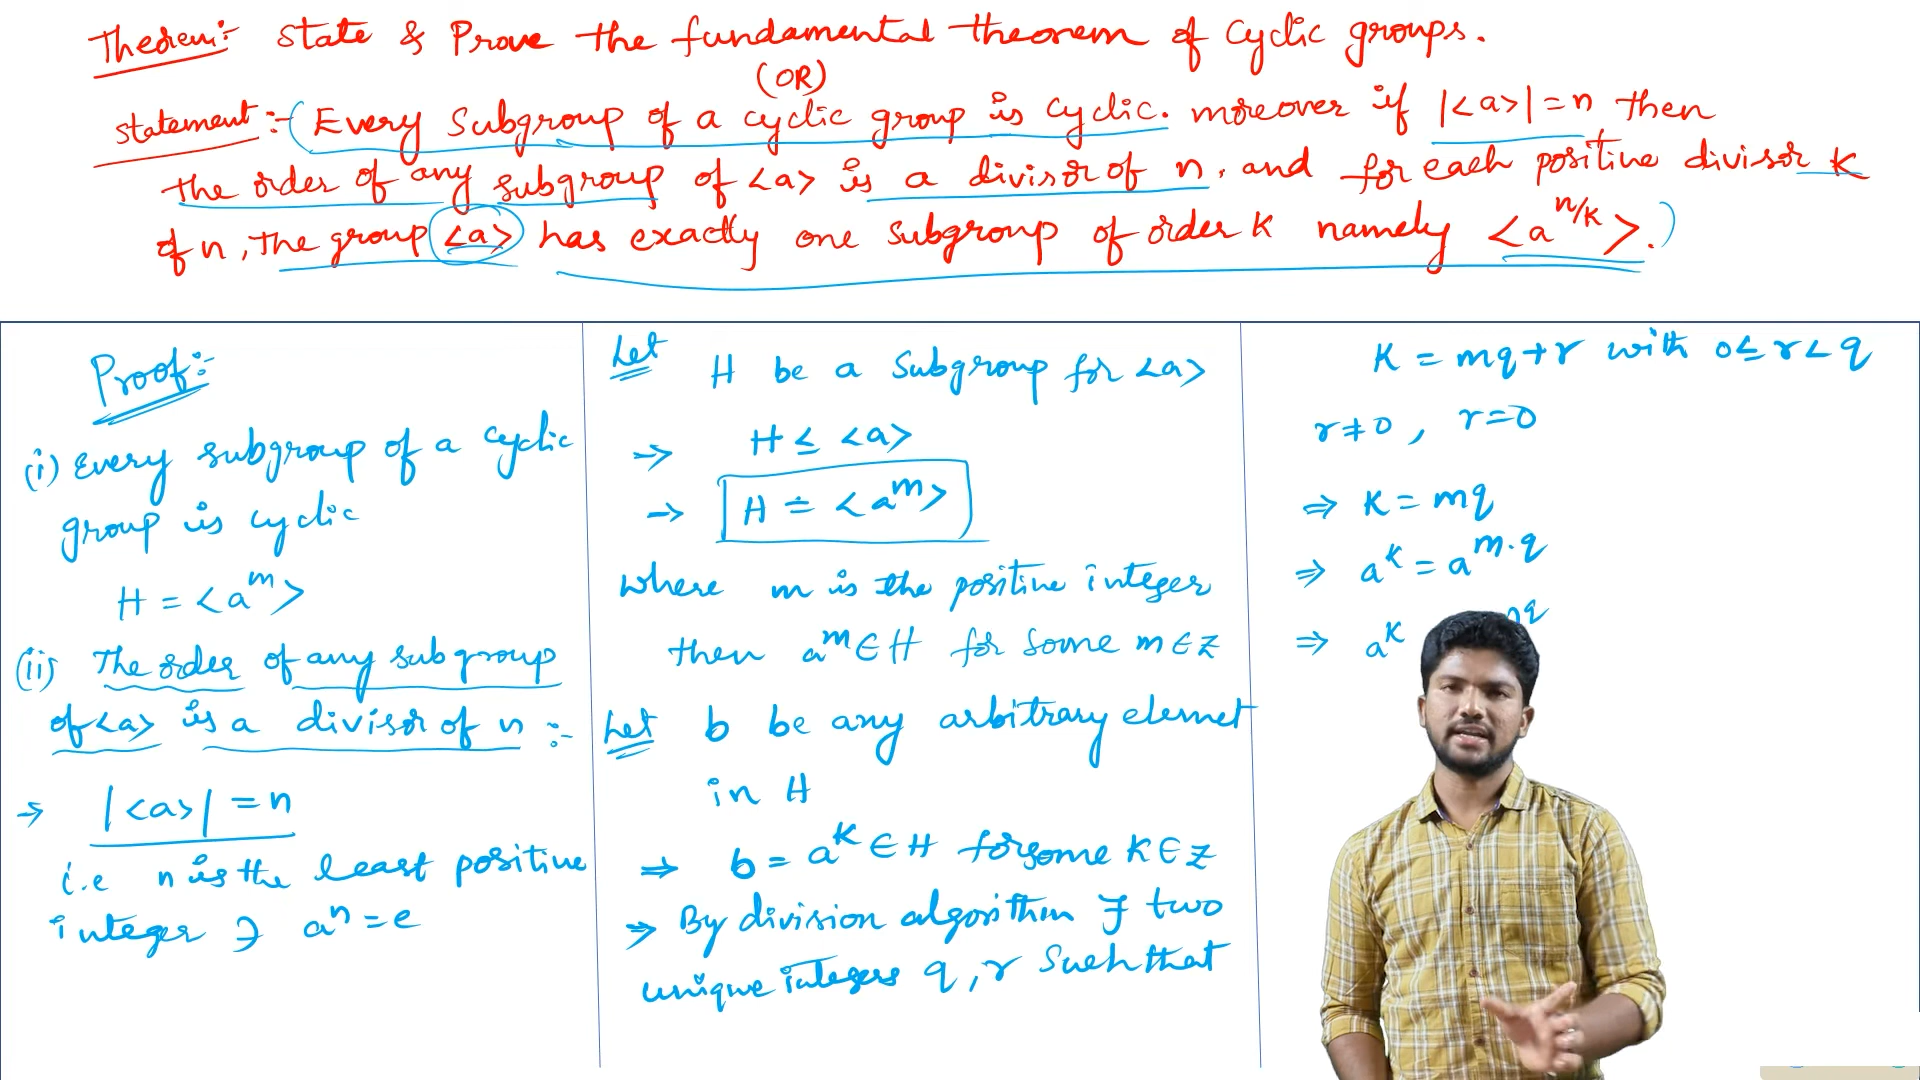 Theorem:- State & Prove the fundamental theorem of cyclic groups.
(OR)
Statement:- (Every Subgroup of a cyclic group is cyclic. moreover if |<a>| = n then
the order of any subgroup of <a> is a divisor of n, and for each positive divisor K
of n, the group <a> has exactly one subgroup of order K namely <a^n/K>.)
Proof:-
(i) Every subgroup of a cyclic
group is cyclic
H = <a^m>
(ii) The order of any subgroup
of <a> is a divisor of n :-
→ |<a>| = n
i.e n is the least positive
integer ∋ a^n = e
Let H be a Subgroup for <a>
→ H ≤ <a>
→ H = <a^m>
where m is the positive integer
then a^m ∈ H for some m ∈ Z
Let b be any arbitrary elemet
in H
⇒ b = a^K ∈ H for some K ∈ Z
⇒ By division algorithm ∃ two
unique integers q, r Such that
K = mq + r with 0 ≤ r < q
r ≠ 0, r = 0
⇒ K = mq
⇒ a^K = a^m.q
⇒ a^K